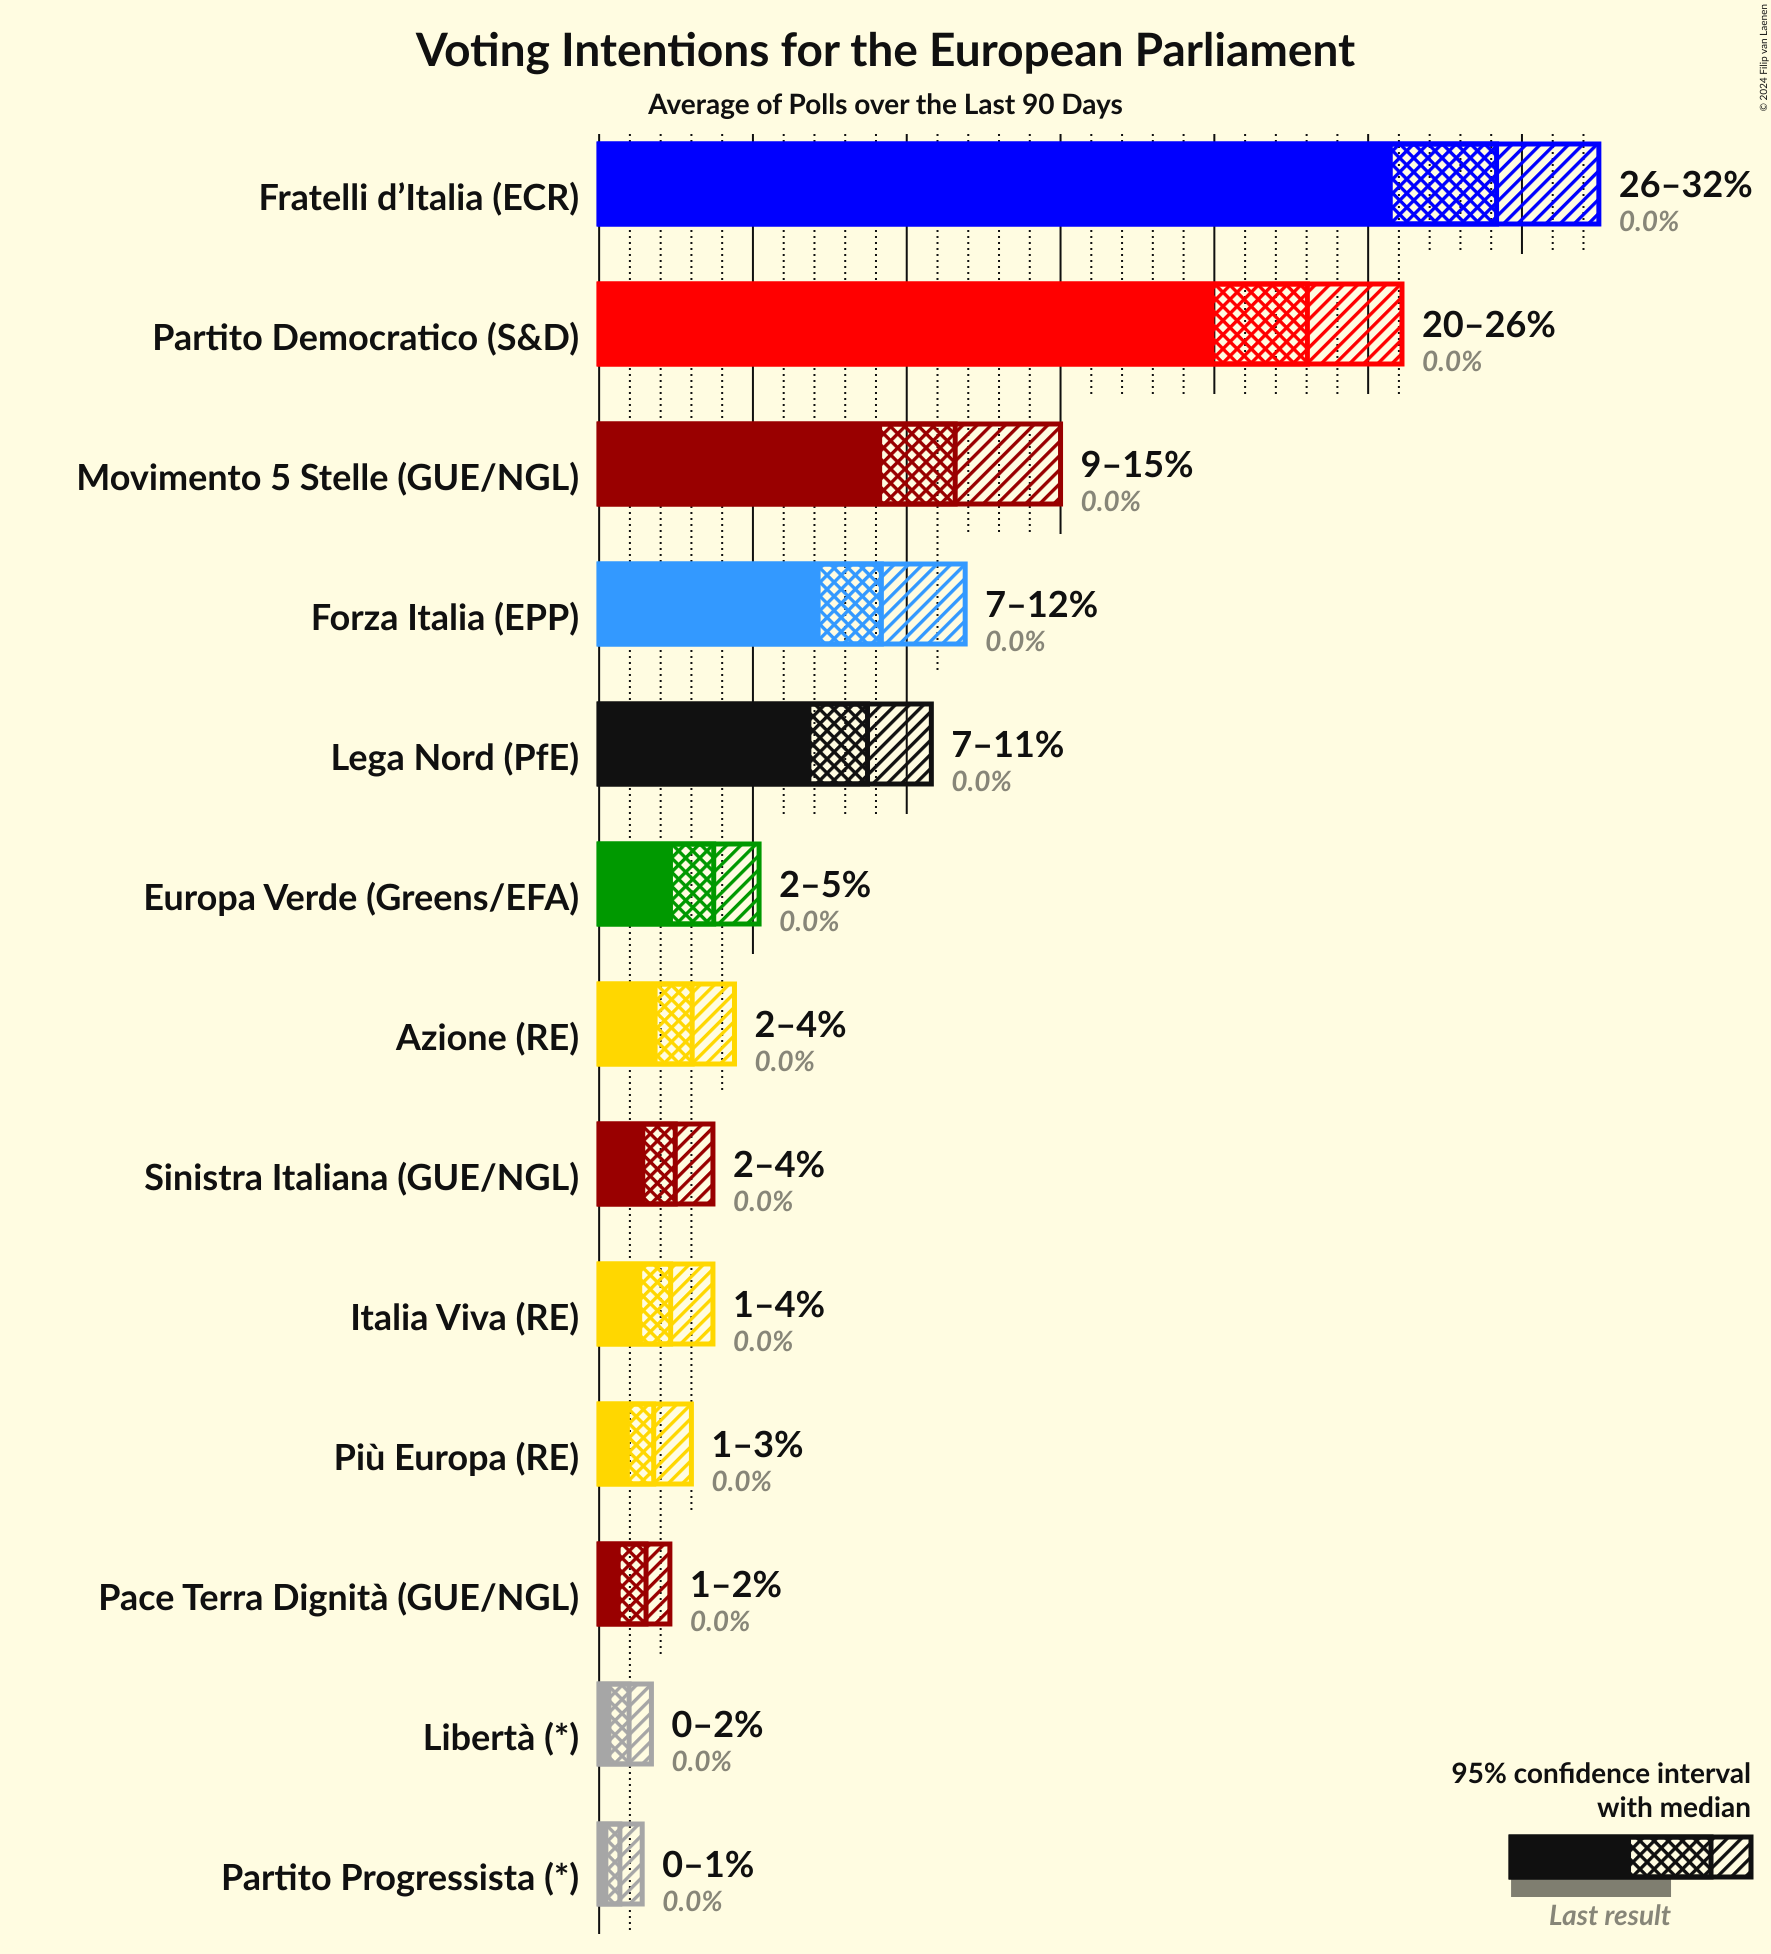 Voting Intentions for the European Parliament
Average of Polls over the Last 90 Days
© 2024 Filip van Laenen
Fratelli d’Italia (ECR)
26–32%
0.0%
Partito Democratico (S&D)
20–26%
0.0%
Movimento 5 Stelle (GUE/NGL)
9–15%
0.0%
Forza Italia (EPP)
7–12%
0.0%
Lega Nord (PfE)
7–11%
0.0%
Europa Verde (Greens/EFA)
2–5%
0.0%
Azione (RE)
2–4%
0.0%
Sinistra Italiana (GUE/NGL)
2–4%
0.0%
Italia Viva (RE)
1–4%
0.0%
Più Europa (RE)
1–3%
0.0%
Pace Terra Dignità (GUE/NGL)
1–2%
0.0%
Libertà (*)
0–2%
0.0%
Partito Progressista (*)
0–1%
0.0%
95% confidence interval
with median
Last result